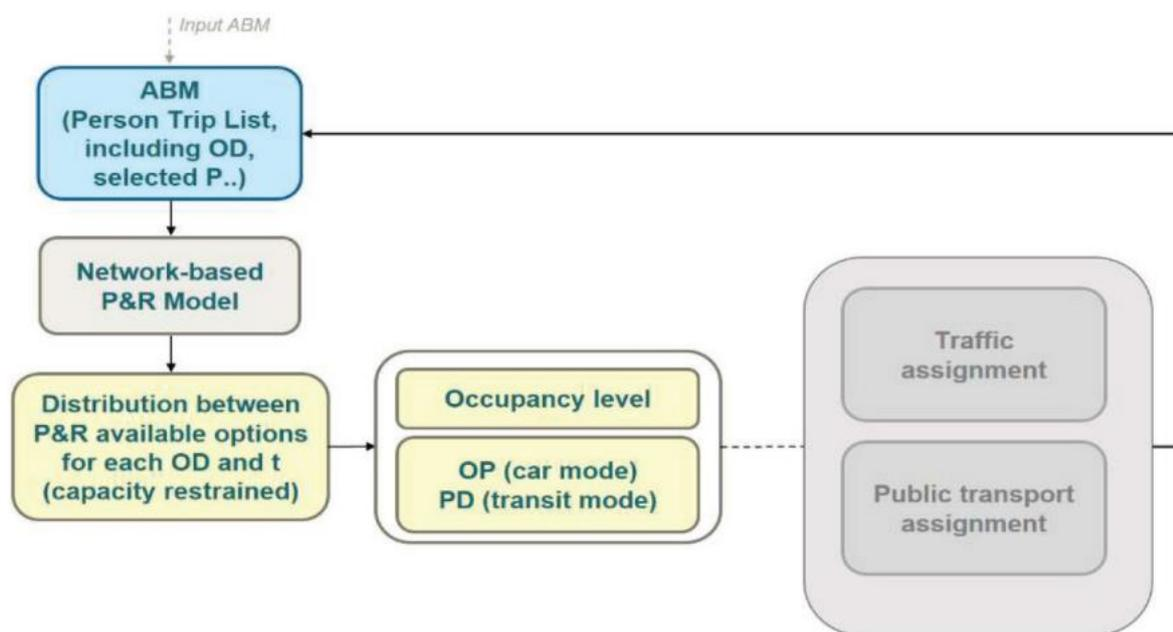 Input ABM
ABM
(Person Trip List,
including OD,
selected P..)
Network-based
P&R Model
Distribution between
P&R available options
for each OD and t
(capacity restrained)
Occupancy level
OP (car mode)
PD (transit mode)
Traffic
assignment
Public transport
assignment